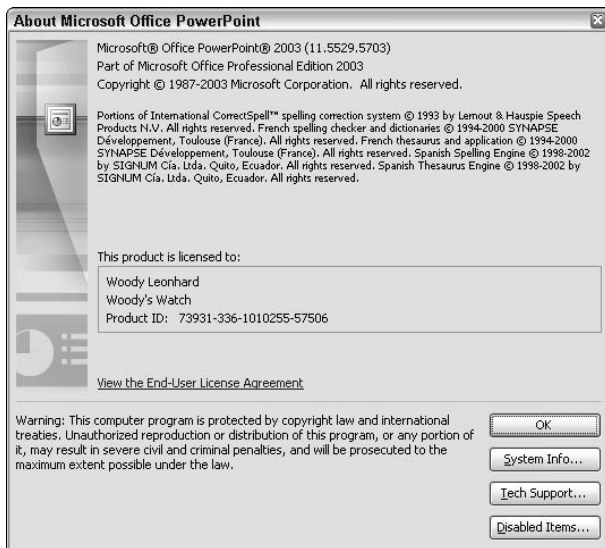 About Microsoft Office PowerPoint
Microsoft® Office PowerPoint® 2003 (11.5529.5703)
Part of Microsoft Office Professional Edition 2003
Copyright © 1987-2003 Microsoft Corporation.  All rights reserved.
Portions of International CorrectSpell™ spelling correction system © 1993 by Lernout & Hauspie Speech
Products N.V. All rights reserved. French spelling checker and dictionaries © 1994-2000 SYNAPSE
Développement, Toulouse (France). All rights reserved. French thesaurus and application © 1994-2000
SYNAPSE Développement, Toulouse (France). All rights reserved. Spanish Spelling Engine © 1998-2002
by SIGNUM Cía. Ltda. Quito, Ecuador. All rights reserved. Spanish Thesaurus Engine © 1998-2002 by
SIGNUM Cía. Ltda. Quito, Ecuador. All rights reserved.
This product is licensed to:
Woody Leonhard
Woody's Watch
Product ID:   73931-336-1010255-57506
View the End-User License Agreement
Warning: This computer program is protected by copyright law and international
treaties. Unauthorized reproduction or distribution of this program, or any portion of
it, may result in severe civil and criminal penalties, and will be prosecuted to the
maximum extent possible under the law.
OK
System Info...
Tech Support...
Disabled Items...